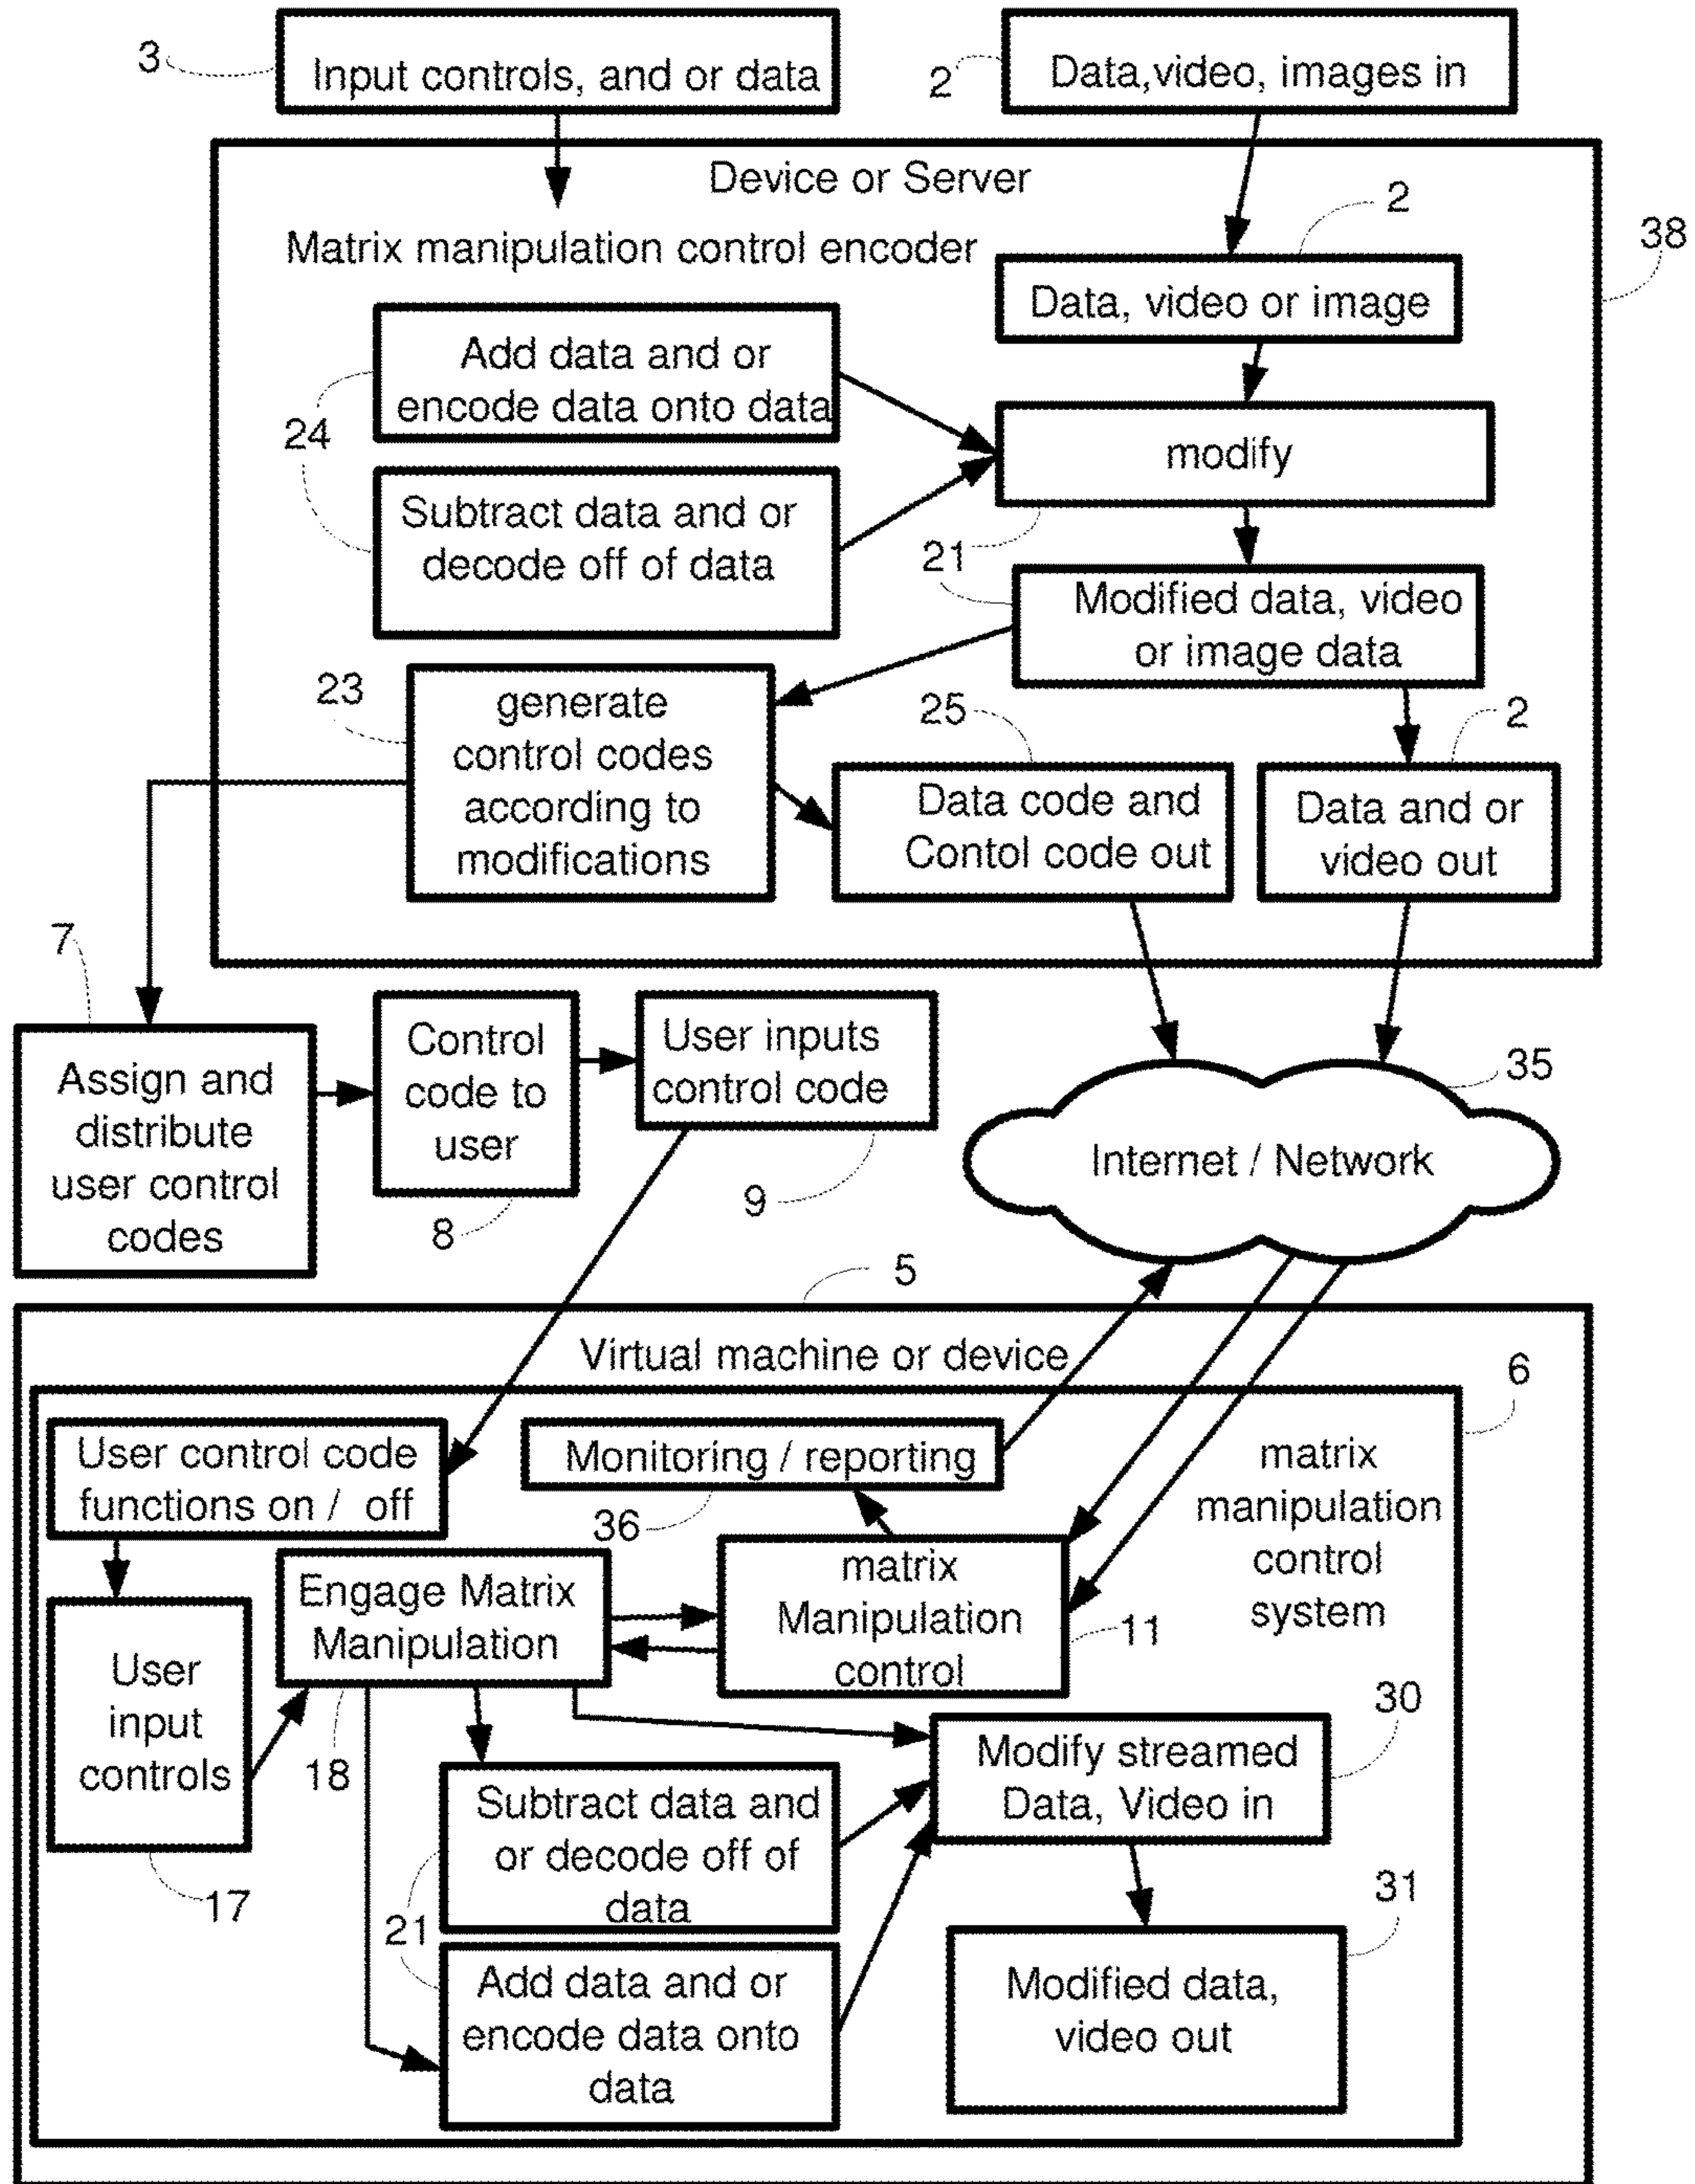 3
Input controls, and or data
2
Data,video, images in
Device or Server
Matrix manipulation control encoder
2
38
Data, video or image
Add data and or
encode data onto data
24
modify
Subtract data and or
decode off of data
21
Modified data, video
or image data
23
generate
control codes
according to
modifications
25
2
Data code and
Contol code out
Data and or
video out
7
Assign and
distribute
user control
codes
Control
code to
user
8
User inputs
control code
9
35
Internet / Network
5
Virtual machine or device
6
User control code
functions on / off
Monitoring / reporting
36
matrix
manipulation
control
system
Engage Matrix
Manipulation
18
matrix
Manipulation
control
11
User
input
controls
17
30
Modify streamed
Data, Video in
Subtract data and
or decode off of
data
21
Add data and or
encode data onto
data
31
Modified data,
video out